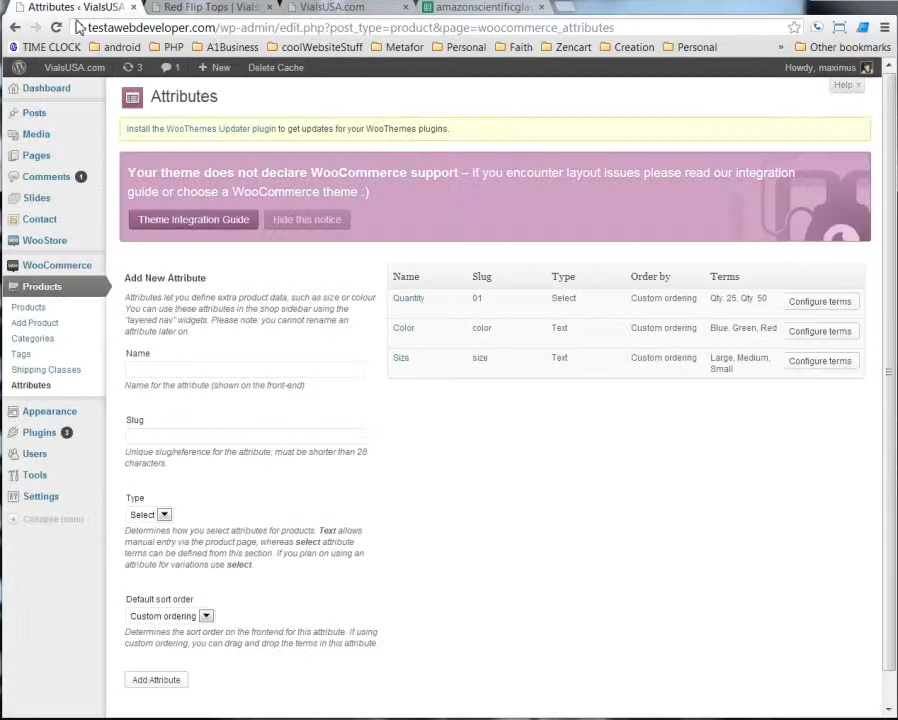 Attributes ‹ VialsUSA
Red Flip Tops | Vials
VialsUSA.com
amazonscientificglas
testawebdeveloper.com/wp-admin/edit.php?post_type=product&page=woocommerce_attributes
TIME CLOCK android PHP A1Business coolWebsiteStuff Metafor Personal Faith Zencart Creation Personal Other bookmarks
VialsUSA.com 3 1 + New Delete Cache Howdy, maximus
Help
Dashboard
Posts
Media
Pages
Comments 1
Slides
Contact
WooStore
WooCommerce
Products
Products
Add Product
Categories
Tags
Shipping Classes
Attributes
Appearance
Plugins 3
Users
Tools
Settings
Collapse menu
Attributes
Install the WooThemes Updater plugin to get updates for your WooThemes plugins.
Your theme does not declare WooCommerce support – if you encounter layout issues please read our integration
guide or choose a WooCommerce theme :)
Theme Integration Guide Hide this notice
Add New Attribute
Attributes let you define extra product data, such as size or colour
You can use these attributes in the shop sidebar using the
"layered nav" widgets. Please note: you cannot rename an
attribute later on.
Name
Name for the attribute (shown on the front-end)
Slug
Unique slug/reference for the attribute; must be shorter than 28
characters.
Type
Select
Determines how you select attributes for products. Text allows
manual entry via the product page, whereas select attribute
terms can be defined from this section. If you plan on using an
attribute for variations use select.
Default sort order
Custom ordering
Determines the sort order on the frontend for this attribute. If using
custom ordering, you can drag and drop the terms in this attribute
Add Attribute
Name Slug Type Order by Terms
Quantity 01 Select Custom ordering Qty. 25, Qty. 50 Configure terms
Color color Text Custom ordering Blue, Green, Red Configure terms
Size size Text Custom ordering Large, Medium, Configure terms
Small